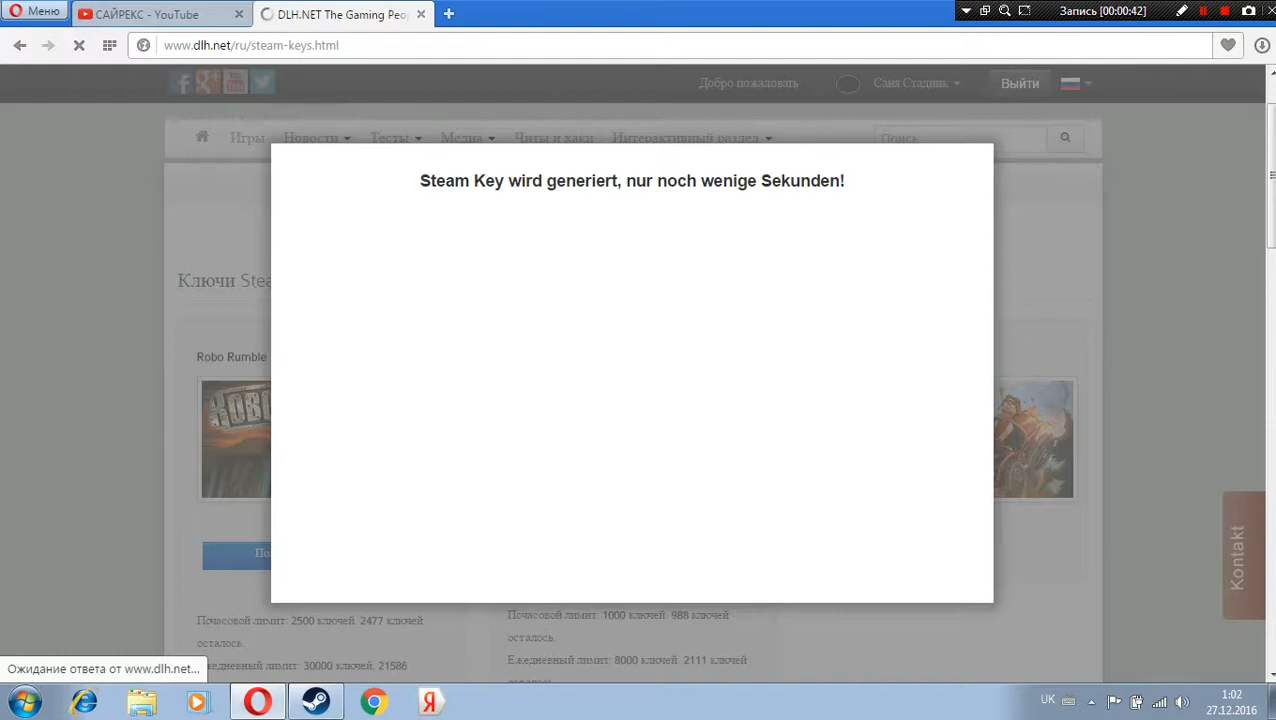 Меню
САЙРЕКС - YouTube
DLH.NET The Gaming Peop
Запись [00:00:42]
www.dlh.net/ru/steam-keys.html
Добро пожаловать
Саня Стадник
Выйти
Игры
Новости
Тесты
Медиа
Читы и хаки
Интерактивный раздел
Поиск
Steam Key wird generiert, nur noch wenige Sekunden!
Ключи Stea
Robo Rumble
По
Kontakt
Почасовой лимит: 2500 ключей. 2477 ключей
осталось.
Ежедневный лимит: 30000 ключей. 21586
Почасовой лимит: 1000 ключей. 988 ключей
осталось.
Ежедневный лимит: 8000 ключей. 2111 ключей
Ожидание ответа от www.dlh.net...
UK
1:02
27.12.2016